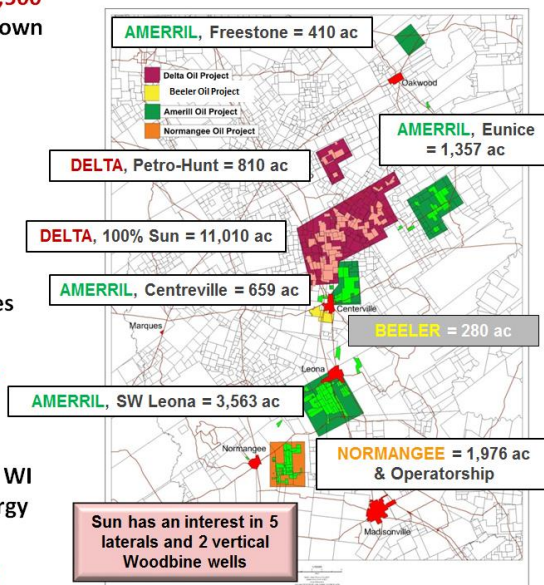 ,500
own
AMERRIL, Freestone = 410 ac
Delta Oil Project
Beeler Oil Project
Amerill Oil Project
Normangee Oil Project
Oakwood
AMERRIL, Eunice
= 1,357 ac
DELTA, Petro-Hunt = 810 ac
DELTA, 100% Sun = 11,010 ac
es
AMERRIL, Centreville = 659 ac
Centerville
Marques
BEELER = 280 ac
Leona
AMERRIL, SW Leona = 3,563 ac
Normangee
NORMANGEE = 1,976 ac
& Operatorship
WI
rgy
Sun has an interest in 5
laterals and 2 vertical
Woodbine wells
Madisonville